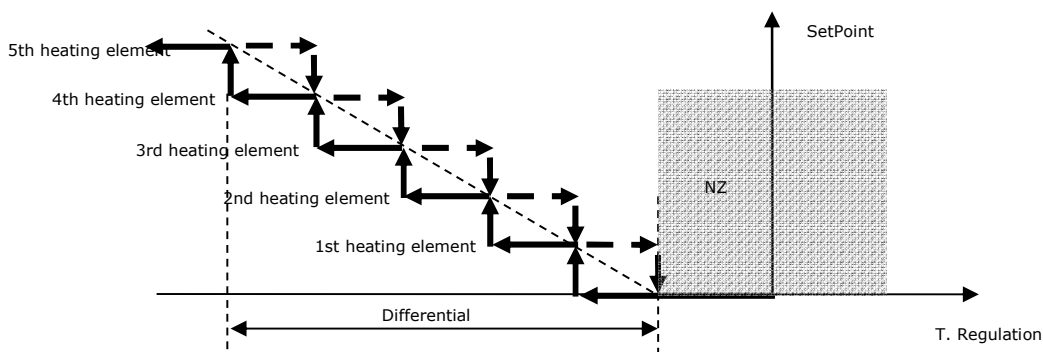 SetPoint
5th heating element
4th heating element
3rd heating element
NZ
2nd heating element
1st heating element
Differential
T. Regulation